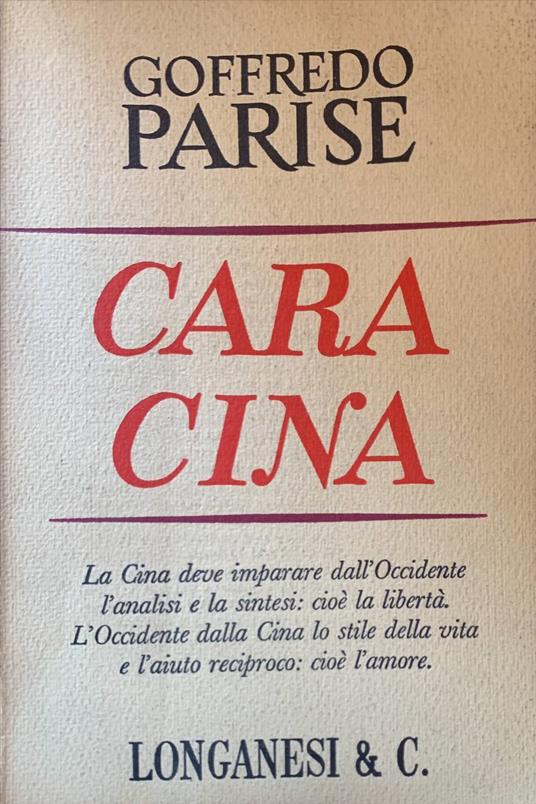 GOFFREDO
PARISE
CARA
CINA
La Cina deve imparare dall'Occidente
l'analisi e la sintesi: cioè la libertà.
L'Occidente dalla Cina lo stile della vita
e l'aiuto reciproco: cioè l'amore.
LONGANESI & C.